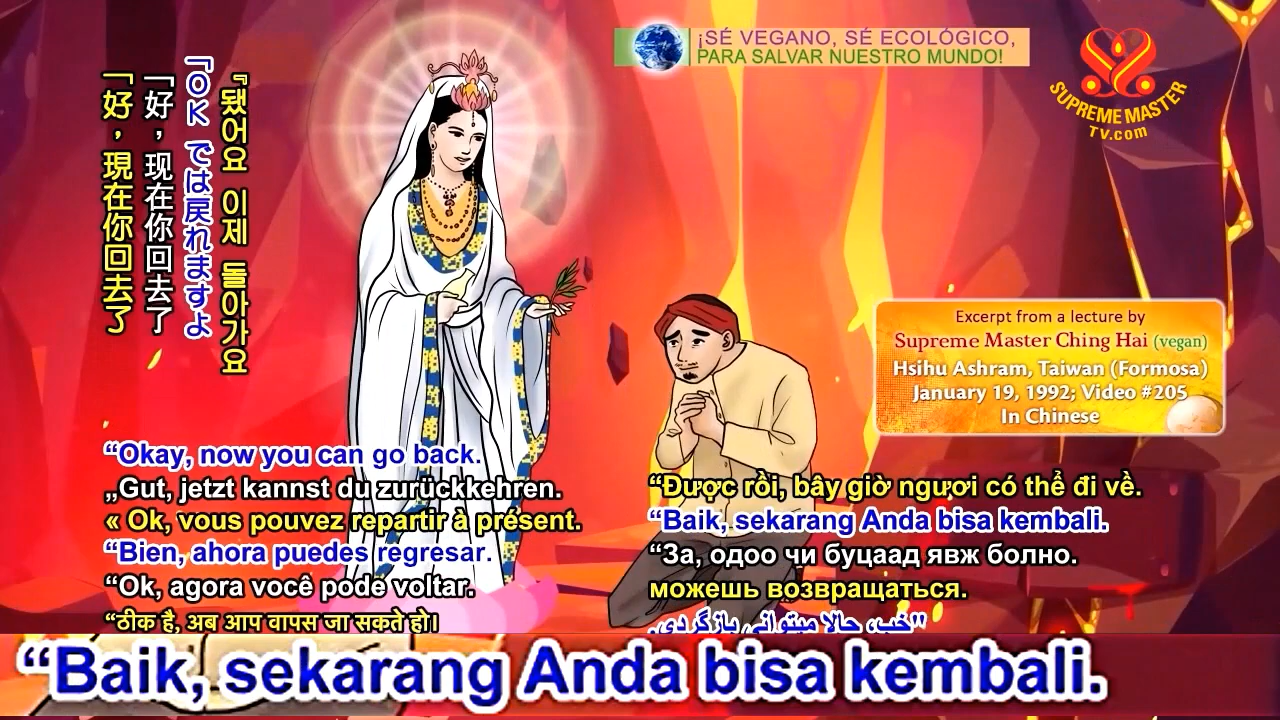 ¡SÉ VEGANO, SÉ ECOLÓGICO,
PARA SALVAR NUESTRO MUNDO!
SUPREME MASTER
TV.com
『됐어요 이제 돌아가요
「OK では戻れますよ
「好，现在你回去了
「好，現在你回去了
Excerpt from a lecture by
Supreme Master Ching Hai (vegan)
Hsihu Ashram, Taiwan (Formosa)
January 19, 1992; Video #205
In Chinese
“Okay, now you can go back.
„Gut, jetzt kannst du zurückkehren.
« Ok, vous pouvez repartir à présent.
“Bien, ahora puedes regresar.
“Ok, agora você pode voltar.
“ठीक है, अब आप वापस जा सकते हो।
“Được rồi, bây giờ ngươi có thể đi về.
“Baik, sekarang Anda bisa kembali.
“За, одоо чи буцаад явж болно.
можешь возвращаться.
"خب، حالا میتوانی بازگردی.
“Baik, sekarang Anda bisa kembali.